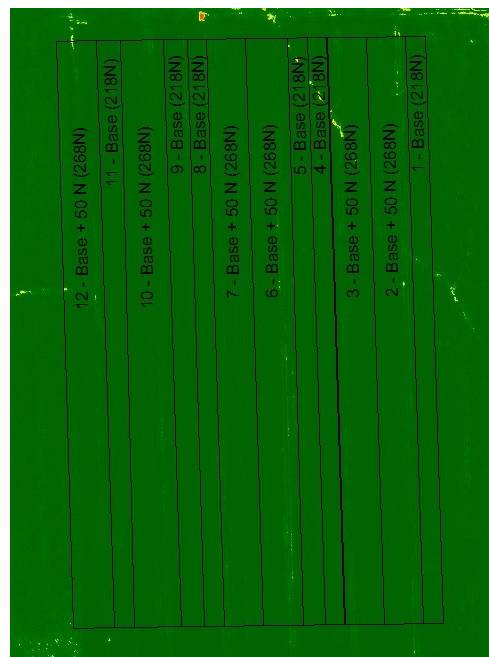 12 - Base + 50 N (268N)
11 - Base (218N)
10 - Base + 50 N (268N)
9 - Base (218N)
8 - Base (218N)
7 - Base + 50 N (268N)
6 - Base + 50 N (268N)
5 - Base (218N)
4 - Base (218N)
3 - Base + 50 N (268N)
2 - Base + 50 N (268N)
1 - Base (218N)